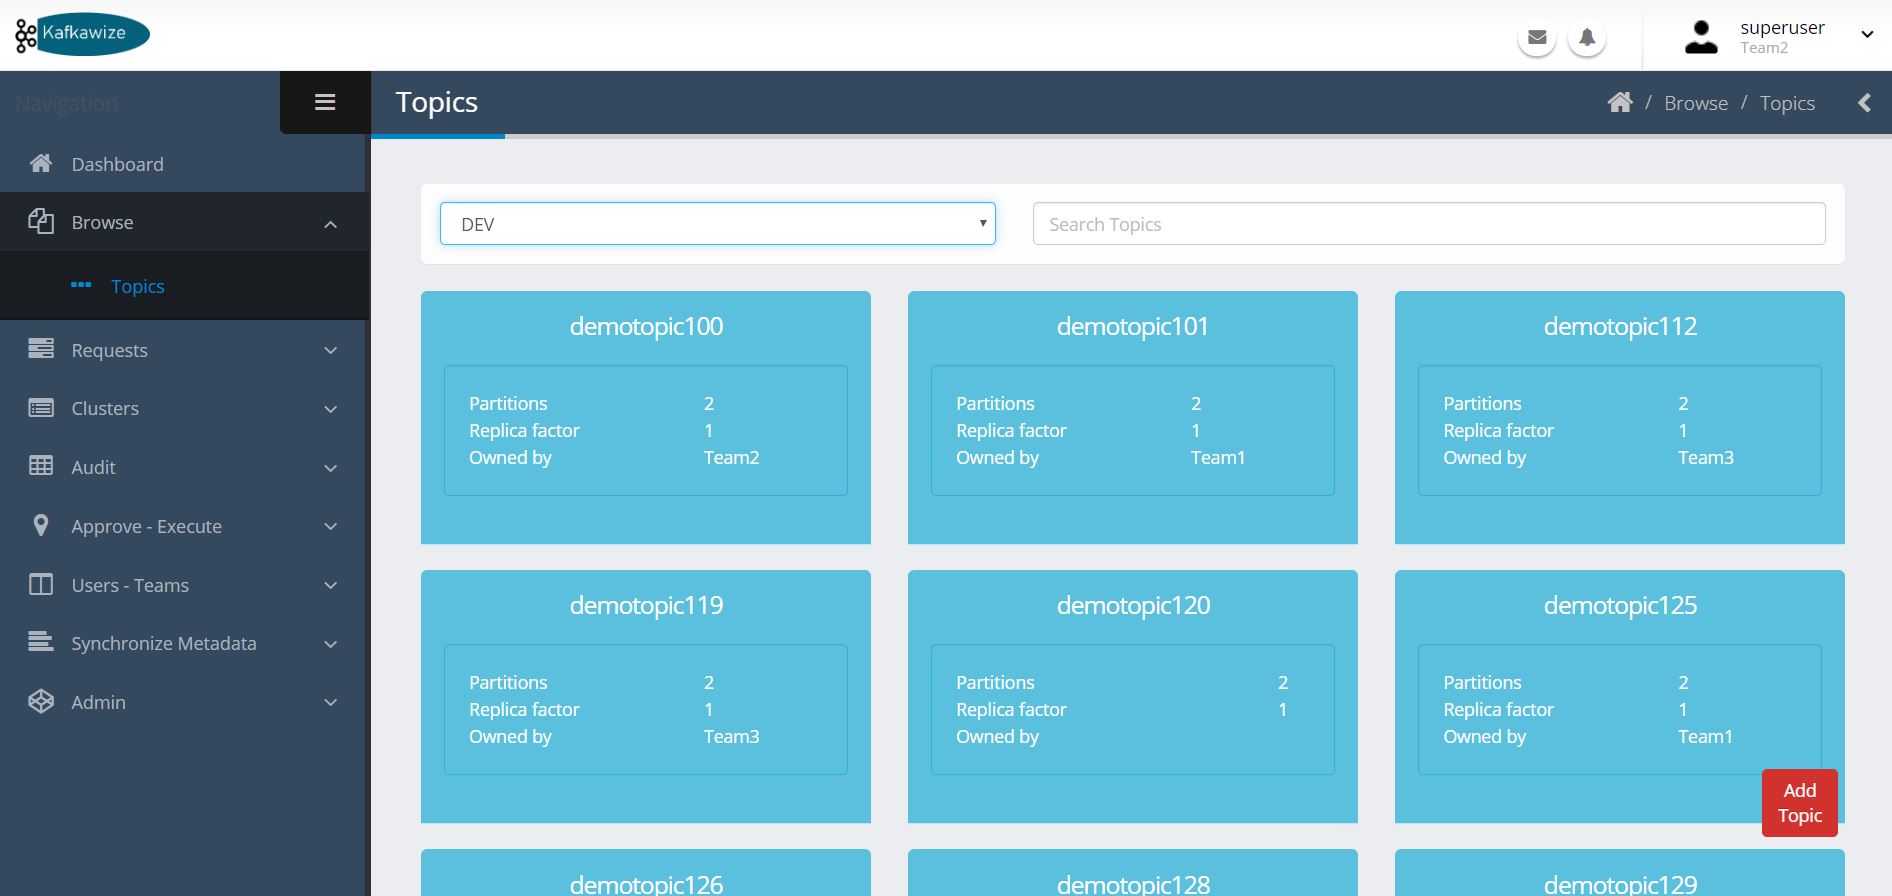 Kafkawize
superuser
Team2
Navigation
Topics
/ Browse / Topics
Dashboard
Browse
Topics
Requests
Clusters
Audit
Approve - Execute
Users - Teams
Synchronize Metadata
Admin
DEV
Search Topics
demotopic100
Partitions 2
Replica factor 1
Owned by Team2
demotopic101
Partitions 2
Replica factor 1
Owned by Team1
demotopic112
Partitions 2
Replica factor 1
Owned by Team3
demotopic119
Partitions 2
Replica factor 1
Owned by Team3
demotopic120
Partitions 2
Replica factor 1
Owned by
demotopic125
Partitions 2
Replica factor 1
Owned by Team1
Add
Topic
demotopic126
demotopic128
demotopic129